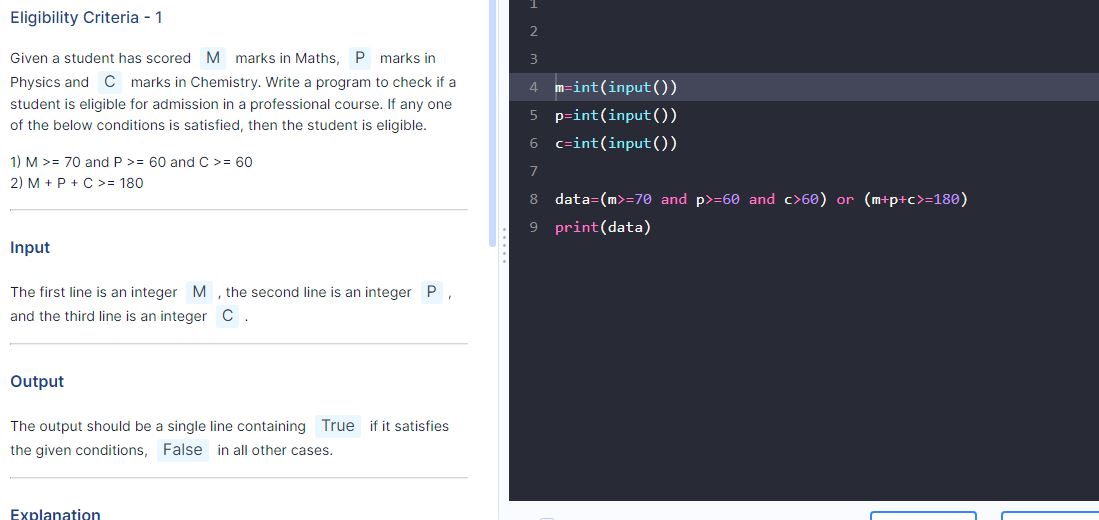 Eligibility Criteria - 1
Given a student has scored M marks in Maths, P marks in
Physics and C marks in Chemistry. Write a program to check if a
student is eligible for admission in a professional course. If any one
of the below conditions is satisfied, then the student is eligible.
1) M >= 70 and P >= 60 and C >= 60
2) M + P + C >= 180
Input
The first line is an integer M , the second line is an integer P ,
and the third line is an integer C .
Output
The output should be a single line containing True if it satisfies
the given conditions, False in all other cases.
Explanation
1
2
3
4 m=int(input())
5 p=int(input())
6 c=int(input())
7
8 data=(m>=70 and p>=60 and c>60) or (m+p+c>=180)
9 print(data)